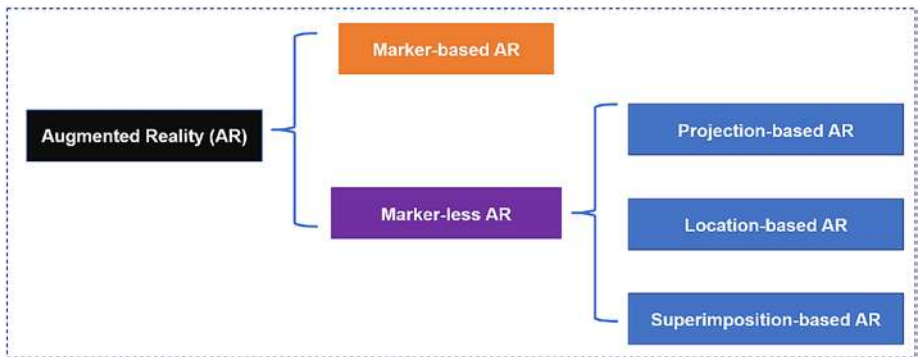 Augmented Reality (AR)
Marker-based AR
Marker-less AR
Projection-based AR
Location-based AR
Superimposition-based AR